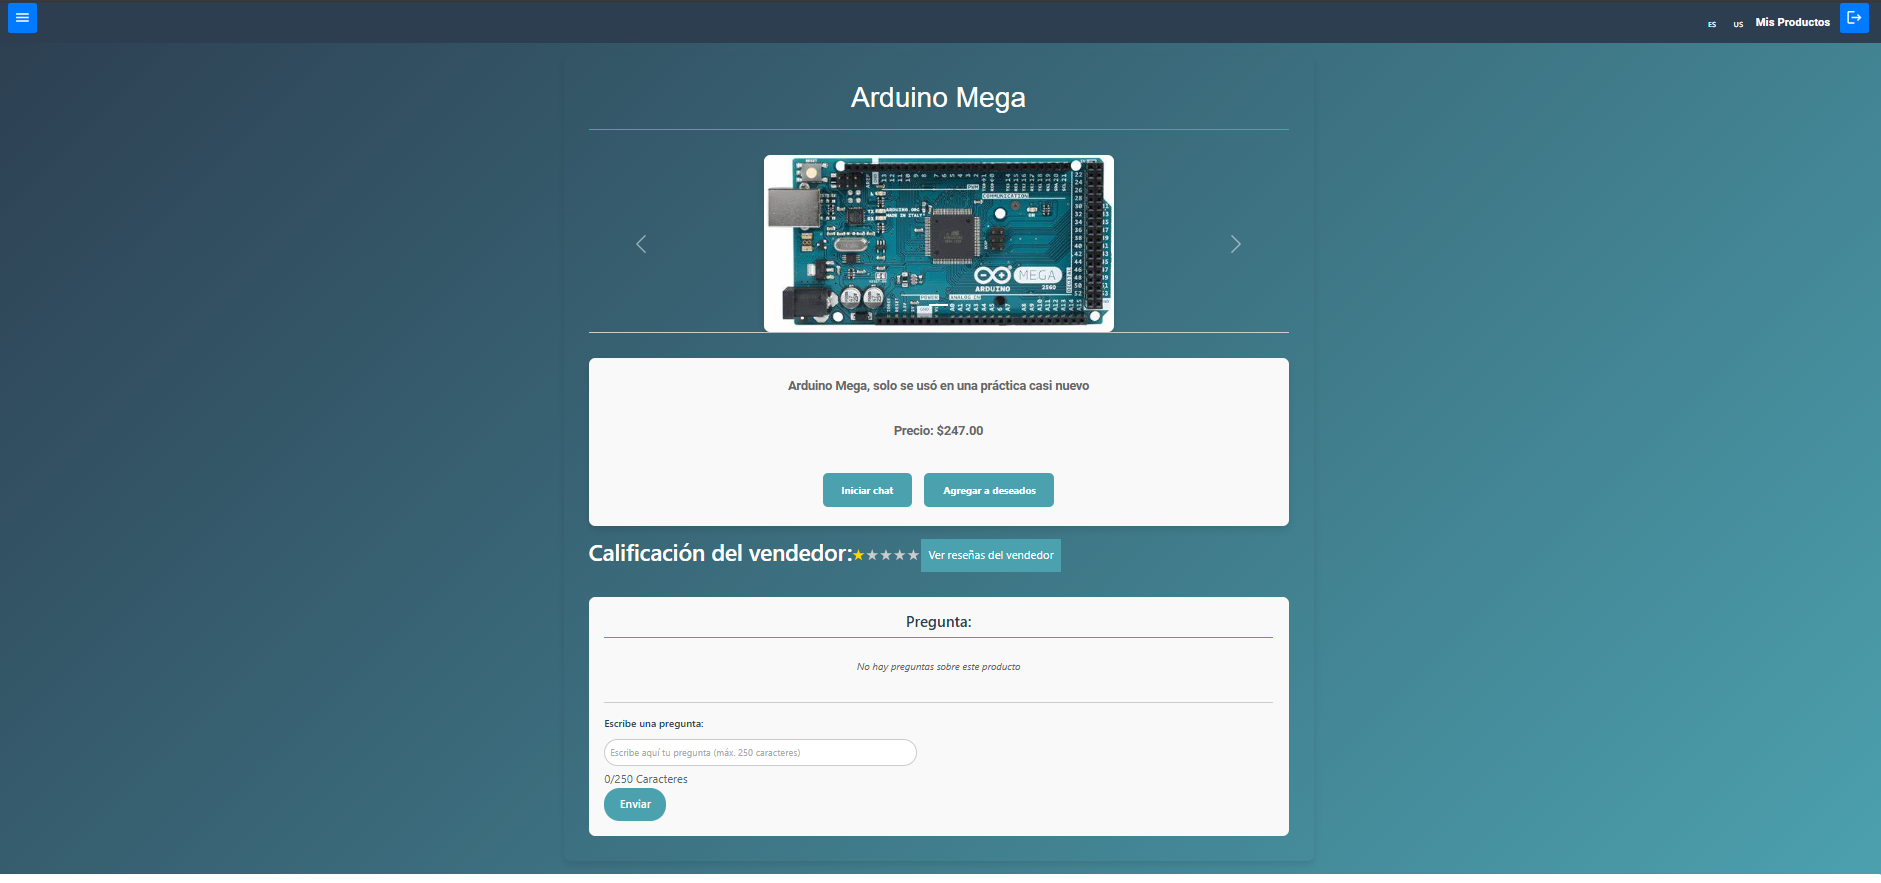 ES US Mis Productos
Arduino Mega
ARDUINO
MEGA
2560
Arduino Mega, solo se usó en una práctica casi nuevo
Precio: $247.00
Iniciar chat Agregar a deseados
Calificación del vendedor: Ver reseñas del vendedor
Pregunta:
No hay preguntas sobre este producto
Escribe una pregunta:
Escribe aquí tu pregunta (máx. 250 caracteres)
0/250 Caracteres
Enviar